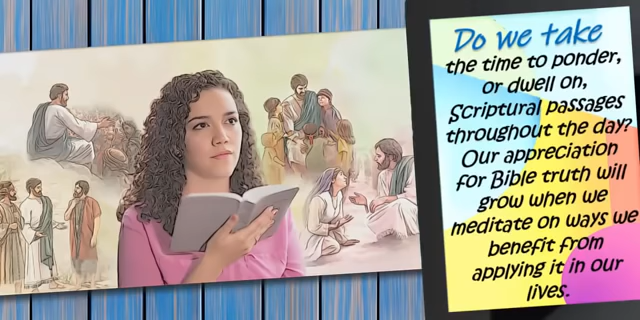 Do we take
the time to ponder,
or dwell on,
Scriptural passages
throughout the day?
Our appreciation
for Bible truth will
grow when we
meditate on ways we
benefit from
applying it in our
lives.